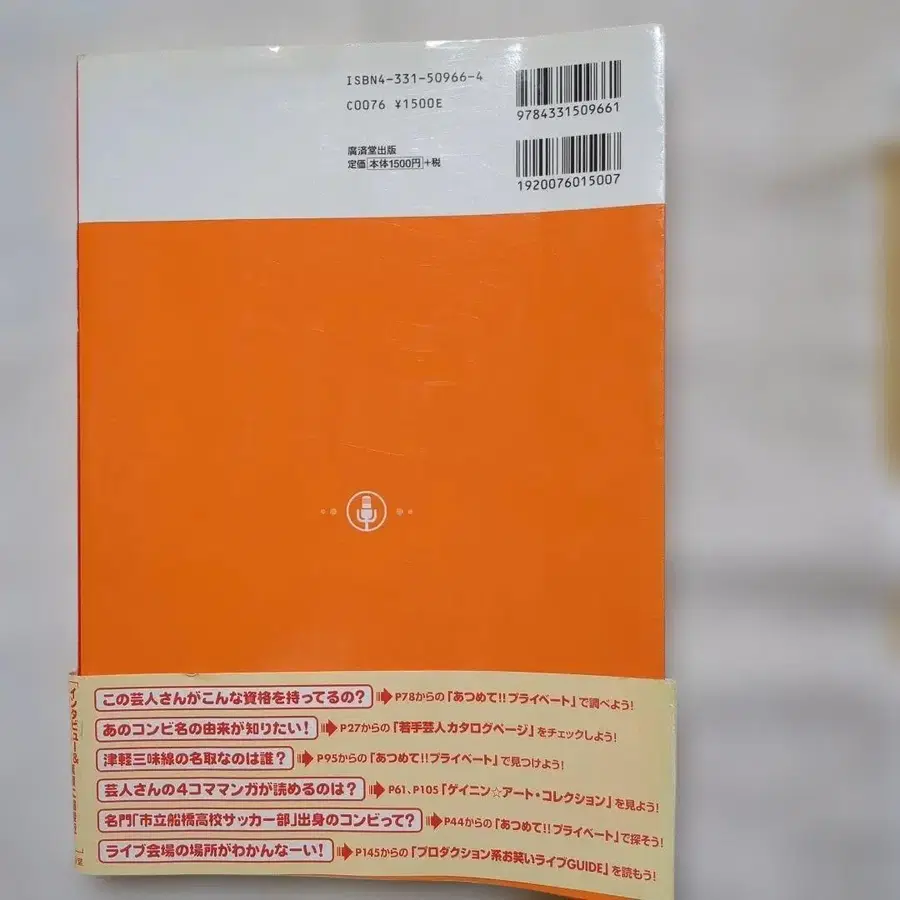 ISBN4-331-50966-4
C0076 ¥1500E
9784331509661
廣済堂出版
定価 本体1500円+税
1920076015007
この芸人さんがこんな資格を持ってるの? P78からの「あつめて!!プライベート」で調べよう!
あのコンビ名の由来が知りたい! P27からの「若手芸人カタログページ」をチェックしよう!
津軽三味線の名取なのは誰? P95からの「あつめて!!プライベート」で見つけよう!
芸人さんの4コママンガが読めるのは? P61、P105「ゲイニン☆アート・コレクション」を見よう!
名門「市立船橋高校サッカー部」出身のコンビって? P44からの「あつめて!!プライベート」で探そう!
ライブ会場の場所がわかんなーい! P145からの「プロダクション系お笑いライブGUIDE」を読もう!
「インタビュー&